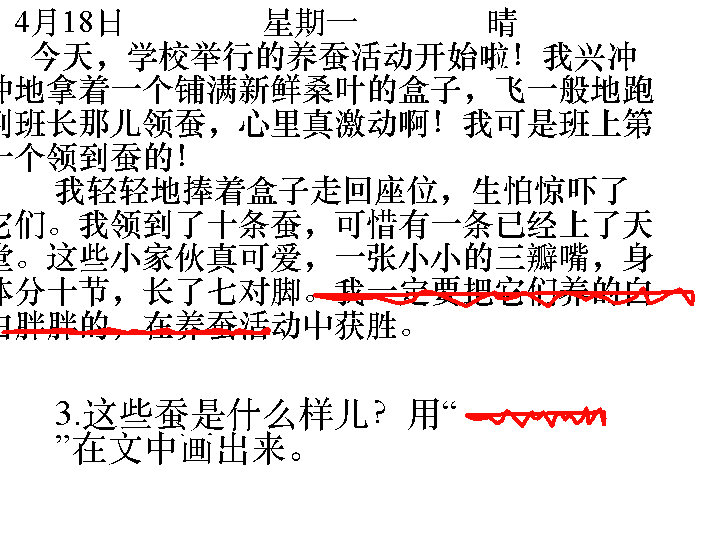 4月18日 星期一 晴
今天，学校举行的养蚕活动开始啦！我兴冲
冲地拿着一个铺满新鲜桑叶的盒子，飞一般地跑
到班长那儿领蚕，心里真激动啊！我可是班上第
一个领到蚕的！
我轻轻地捧着盒子走回座位，生怕惊吓了
它们。我领到了十条蚕，可惜有一条已经上了天
堂。这些小家伙真可爱，一张小小的三瓣嘴，身
体分十节，长了七对脚。我一定要把它们养的白
白胖胖的，在养蚕活动中获胜。
3.这些蚕是什么样儿？用“
”在文中画出来。